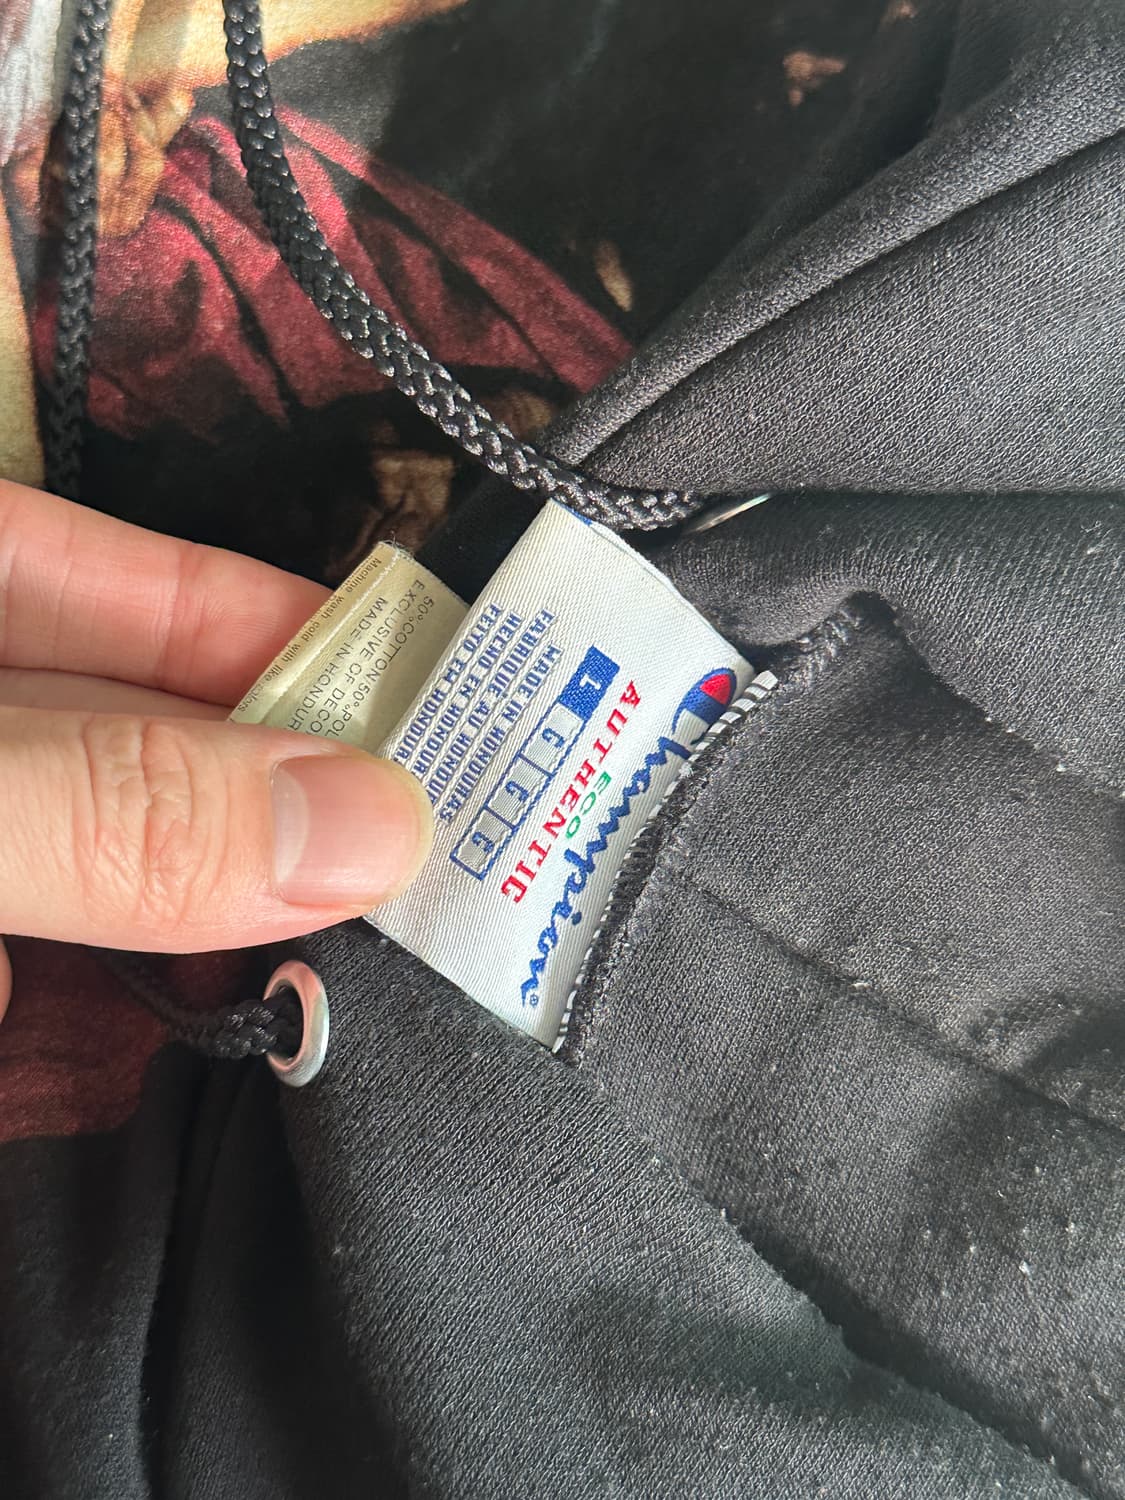 Champion®
ECO
AUTHENTIC
L G G G
MADE IN HONDURAS
FABRIQUE AU HONDURAS
HECHO EN HONDURAS
FEITO EM HONDURAS
50% COTTON 50% POL
EXCLUSIVE OF DECO
MADE IN HONDUR
Machine wash cold with like colors